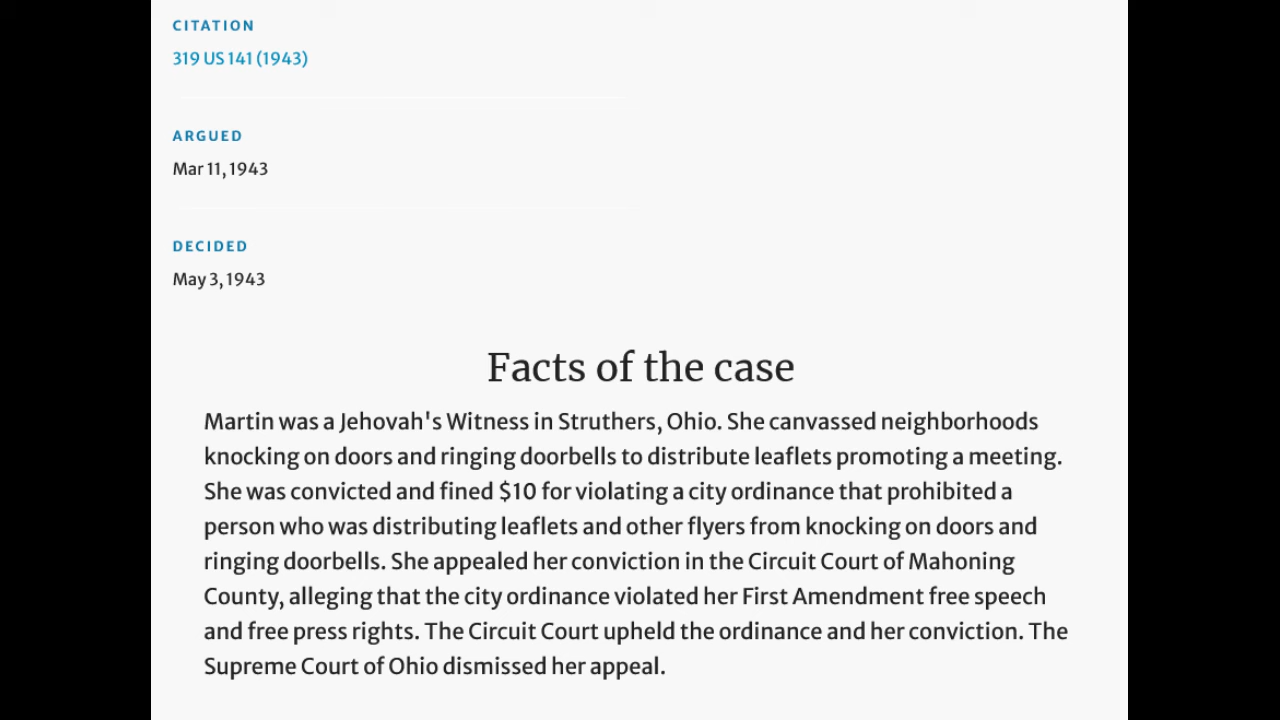 CITATION
319 US 141 (1943)
ARGUED
Mar 11, 1943
DECIDED
May 3, 1943
Facts of the case
Martin was a Jehovah's Witness in Struthers, Ohio. She canvassed neighborhoods
knocking on doors and ringing doorbells to distribute leaflets promoting a meeting.
She was convicted and fined $10 for violating a city ordinance that prohibited a
person who was distributing leaflets and other flyers from knocking on doors and
ringing doorbells. She appealed her conviction in the Circuit Court of Mahoning
County, alleging that the city ordinance violated her First Amendment free speech
and free press rights. The Circuit Court upheld the ordinance and her conviction. The
Supreme Court of Ohio dismissed her appeal.